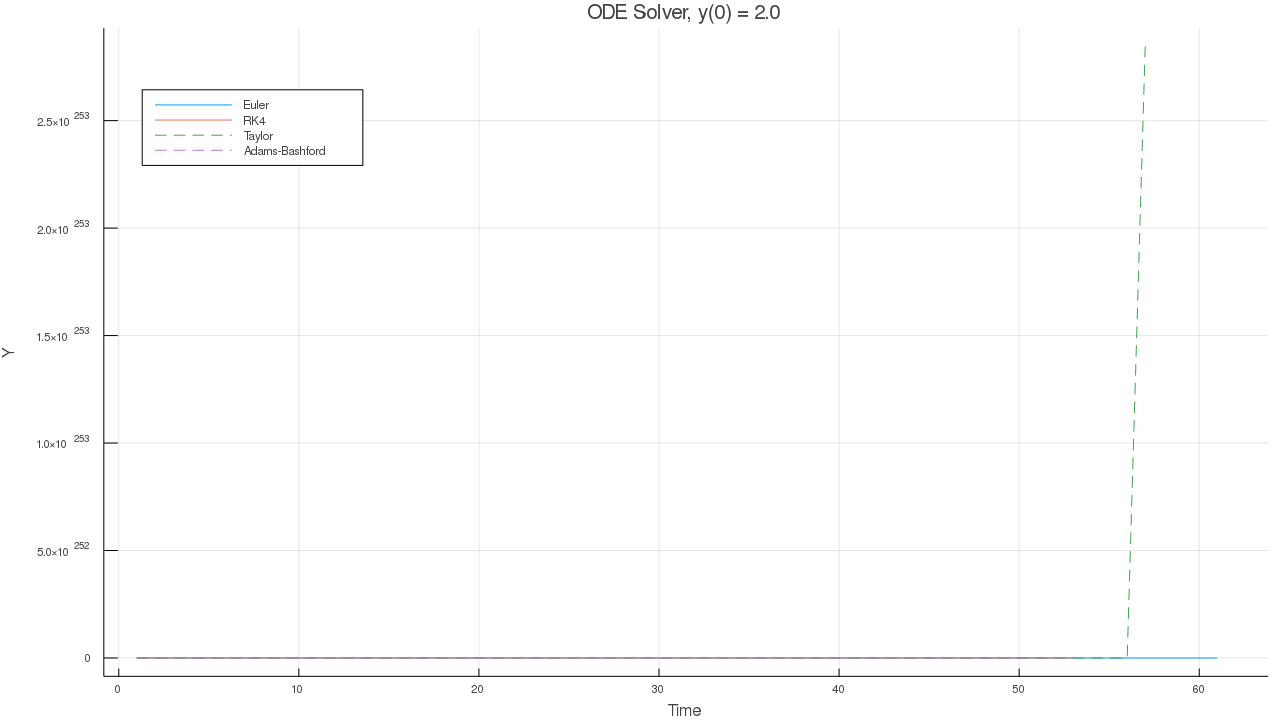 ODE Solver, y(0) = 2.0
Euler
RK4
Taylor
Adams-Bashford
2.5×10 253
2.0×10 253
1.5×10 253
1.0×10 253
5.0×10 252
0
Y
0 10 20 30 40 50 60
Time